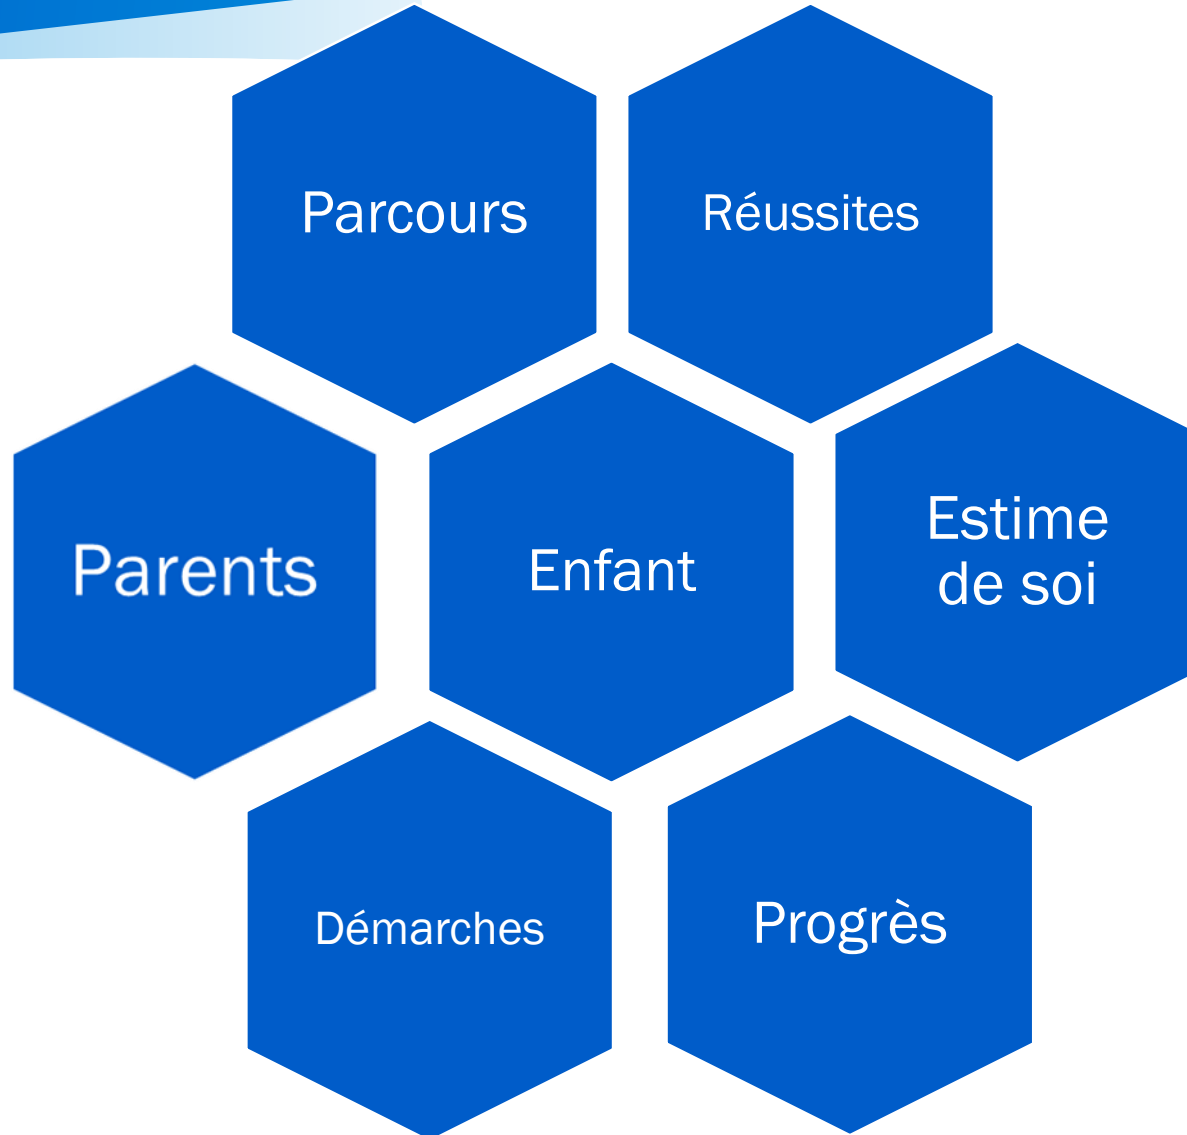 Parcours
Réussites
Parents
Enfant
Estime
de soi
Démarches
Progrès